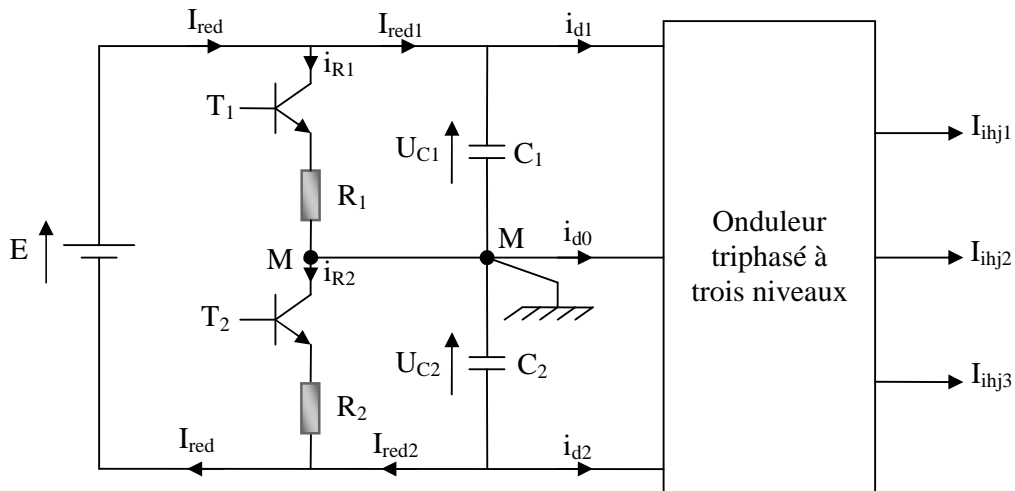 I_red
I_red1
i_d1
i_R1
T_1
U_C1
C_1
R_1
I_ihj1
E
M
i_R2
M
i_d0
Onduleur
triphasé à
trois niveaux
I_ihj2
T_2
U_C2
C_2
R_2
I_ihj3
I_red
I_red2
i_d2